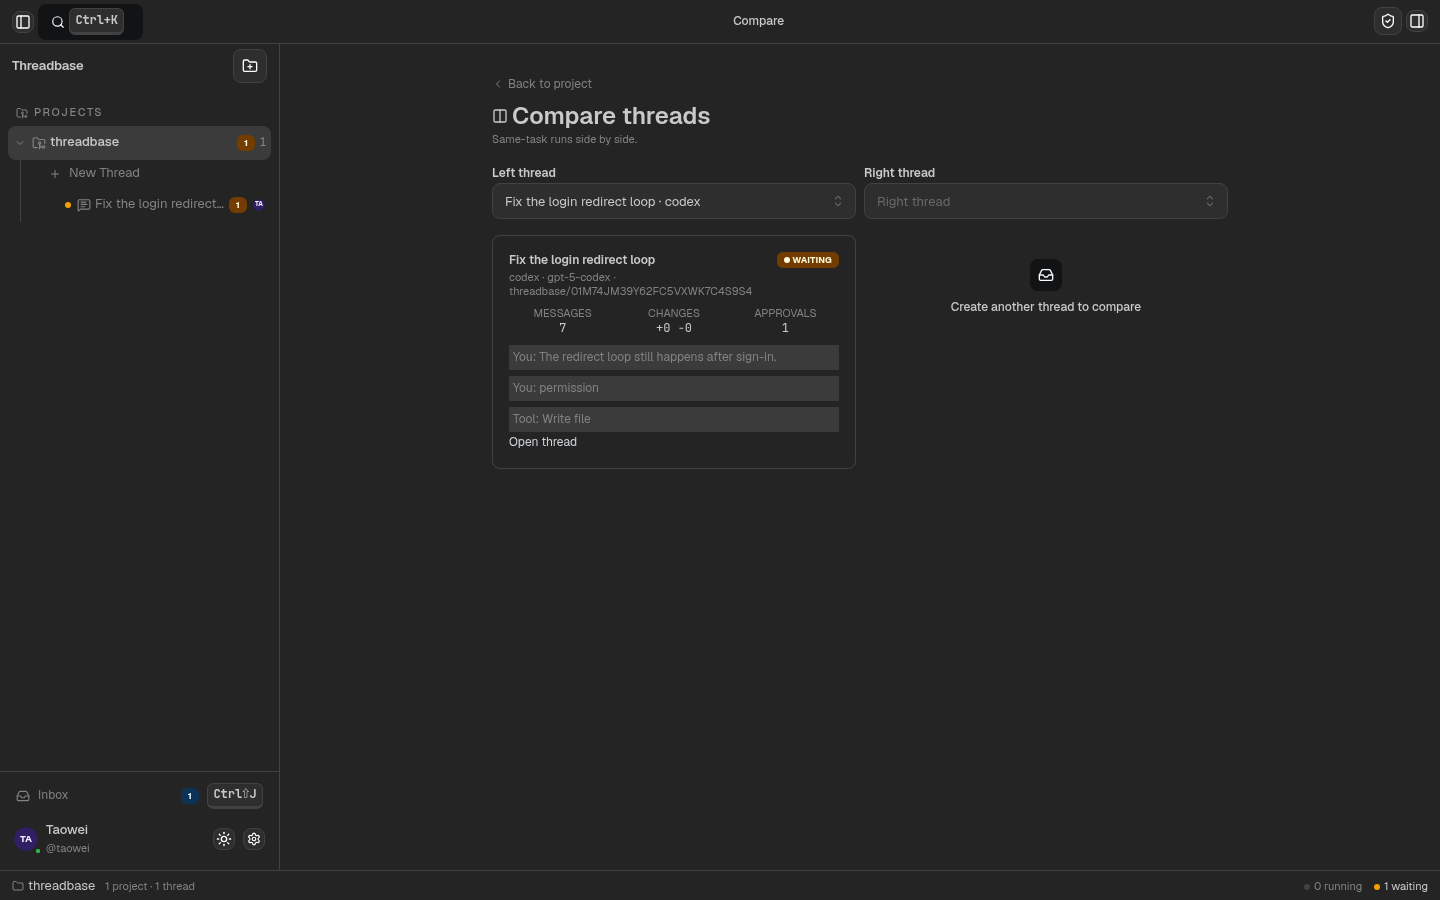 Ctrl+K
Compare
Threadbase
PROJECTS
threadbase 1 1
New Thread
Fix the login redirect... 1 TA
Back to project
Compare threads
Same-task runs side by side.
Left thread
Right thread
Fix the login redirect loop · codex
Right thread
Fix the login redirect loop
WAITING
codex · gpt-5-codex ·
threadbase/01M74JM39Y62FC5VXWK7C4S9S4
MESSAGES CHANGES APPROVALS
7 +0 -0 1
You: The redirect loop still happens after sign-in.
You: permission
Tool: Write file
Open thread
Create another thread to compare
Inbox 1 Ctrl⇧J
TA Taowei
@taowei
threadbase 1 project · 1 thread
0 running 1 waiting